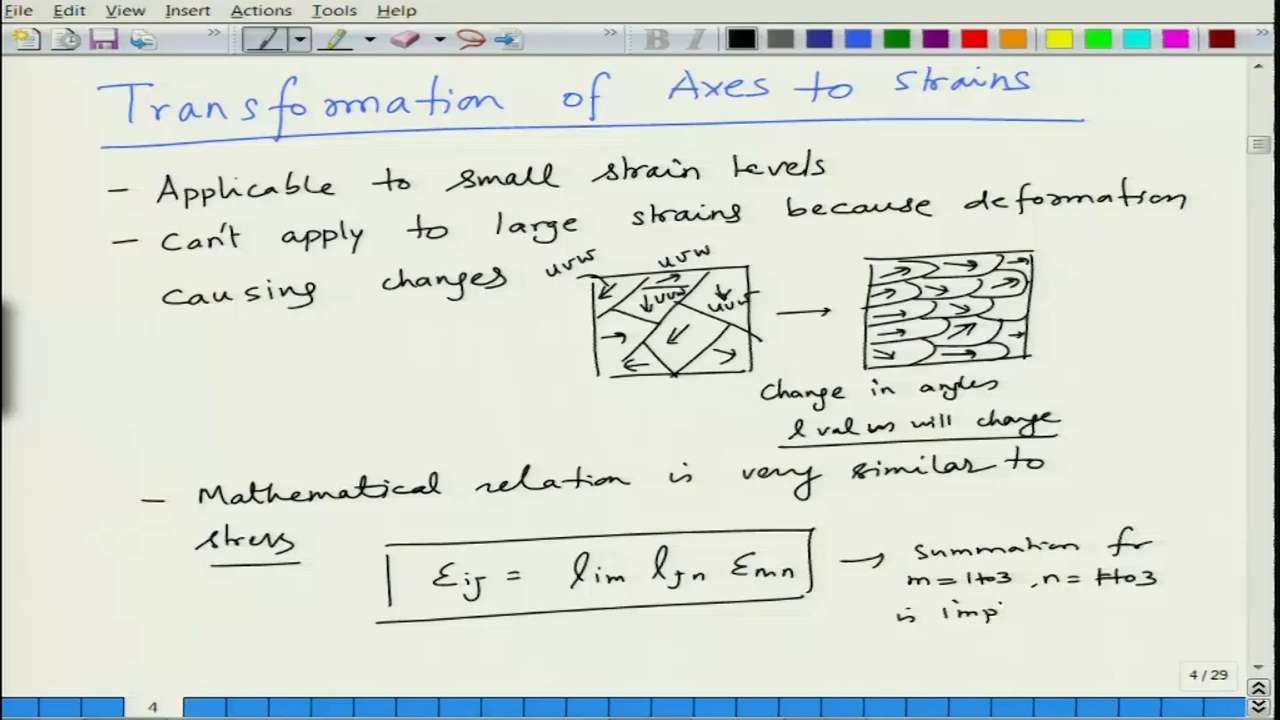 File Edit View Insert Actions Tools Help
B I
Transformation of Axes to strains
- Applicable to small strain levels
- Can't apply to large strains because deformation
causing changes
uvw uvw
uvw uvw
Change in angles
l values will change
- Mathematical relation is very similar to
stress
εij = lim ljn εmn → Summation for
m = 1 to 3, n = 1 to 3
is imp
4 / 29
4